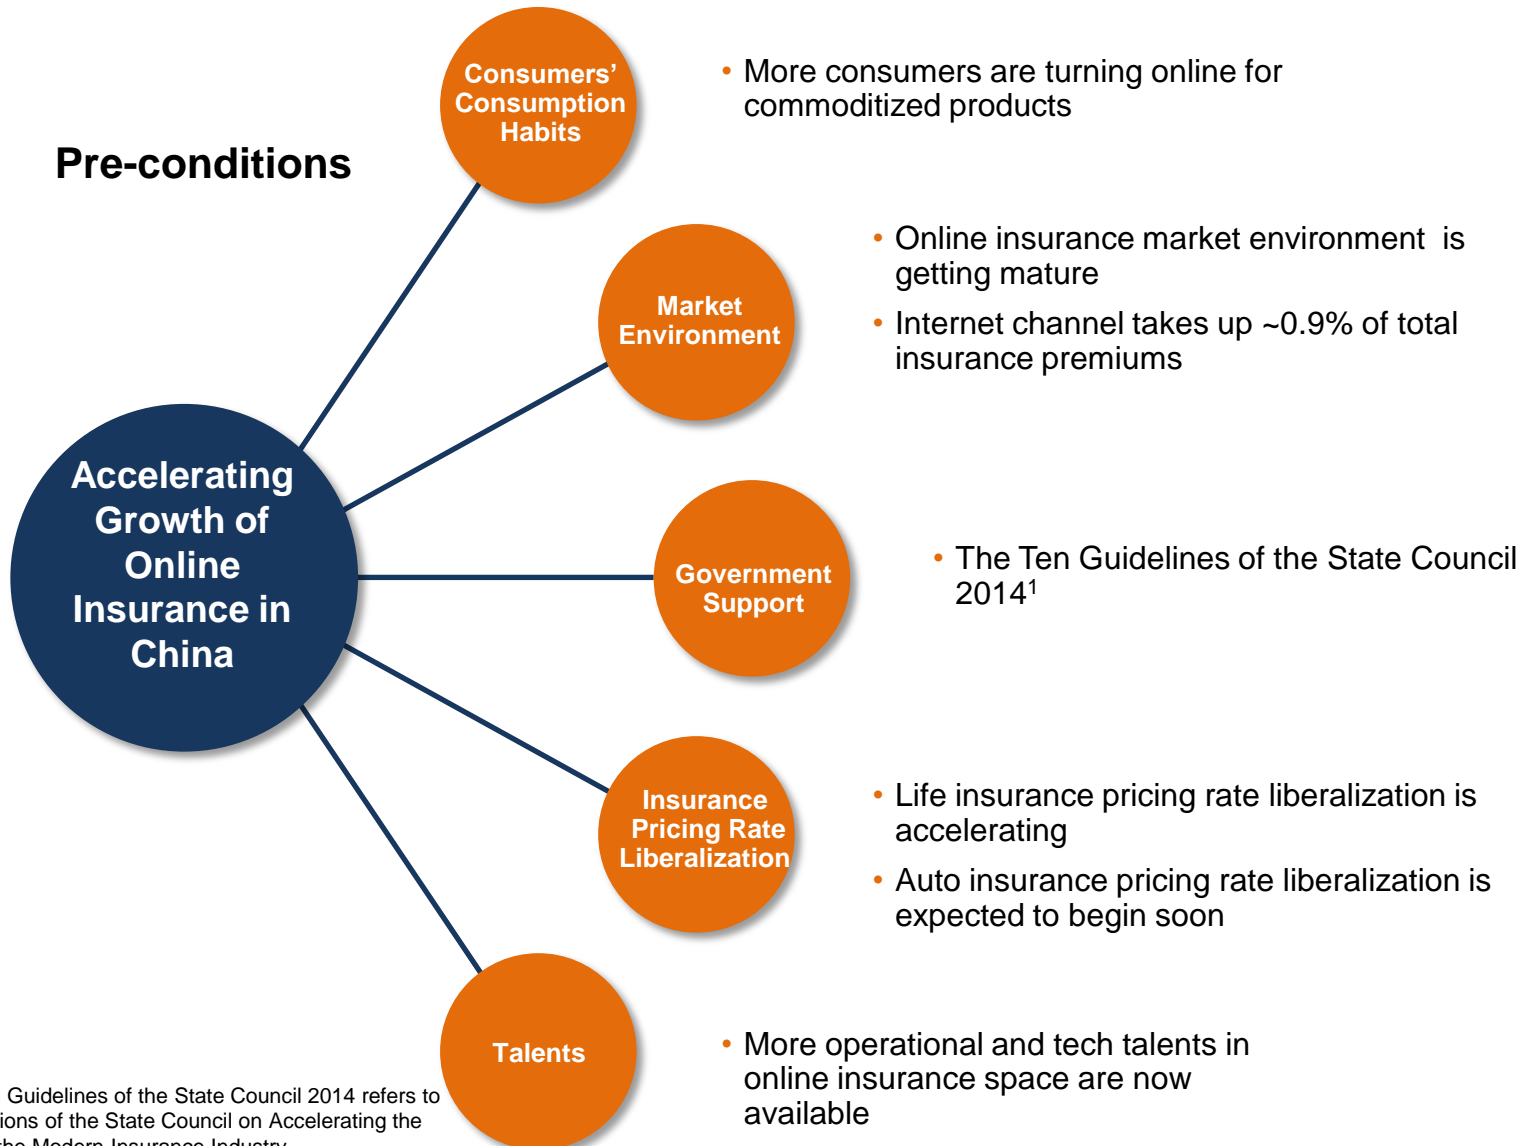 Pre-conditions
Consumers’
Consumption
Habits
• More consumers are turning online for
commoditized products
Market
Environment
• Online insurance market environment  is
getting mature
• Internet channel takes up ~0.9% of total
insurance premiums
Accelerating
Growth of
Online
Insurance in
China
Government
Support
• The Ten Guidelines of the State Council
2014¹
Insurance
Pricing Rate
Liberalization
• Life insurance pricing rate liberalization is
accelerating
• Auto insurance pricing rate liberalization is
expected to begin soon
Talents
• More operational and tech talents in
online insurance space are now
available
Guidelines of the State Council 2014 refers to
of the State Council on Accelerating the
the Modern Insurance Industry